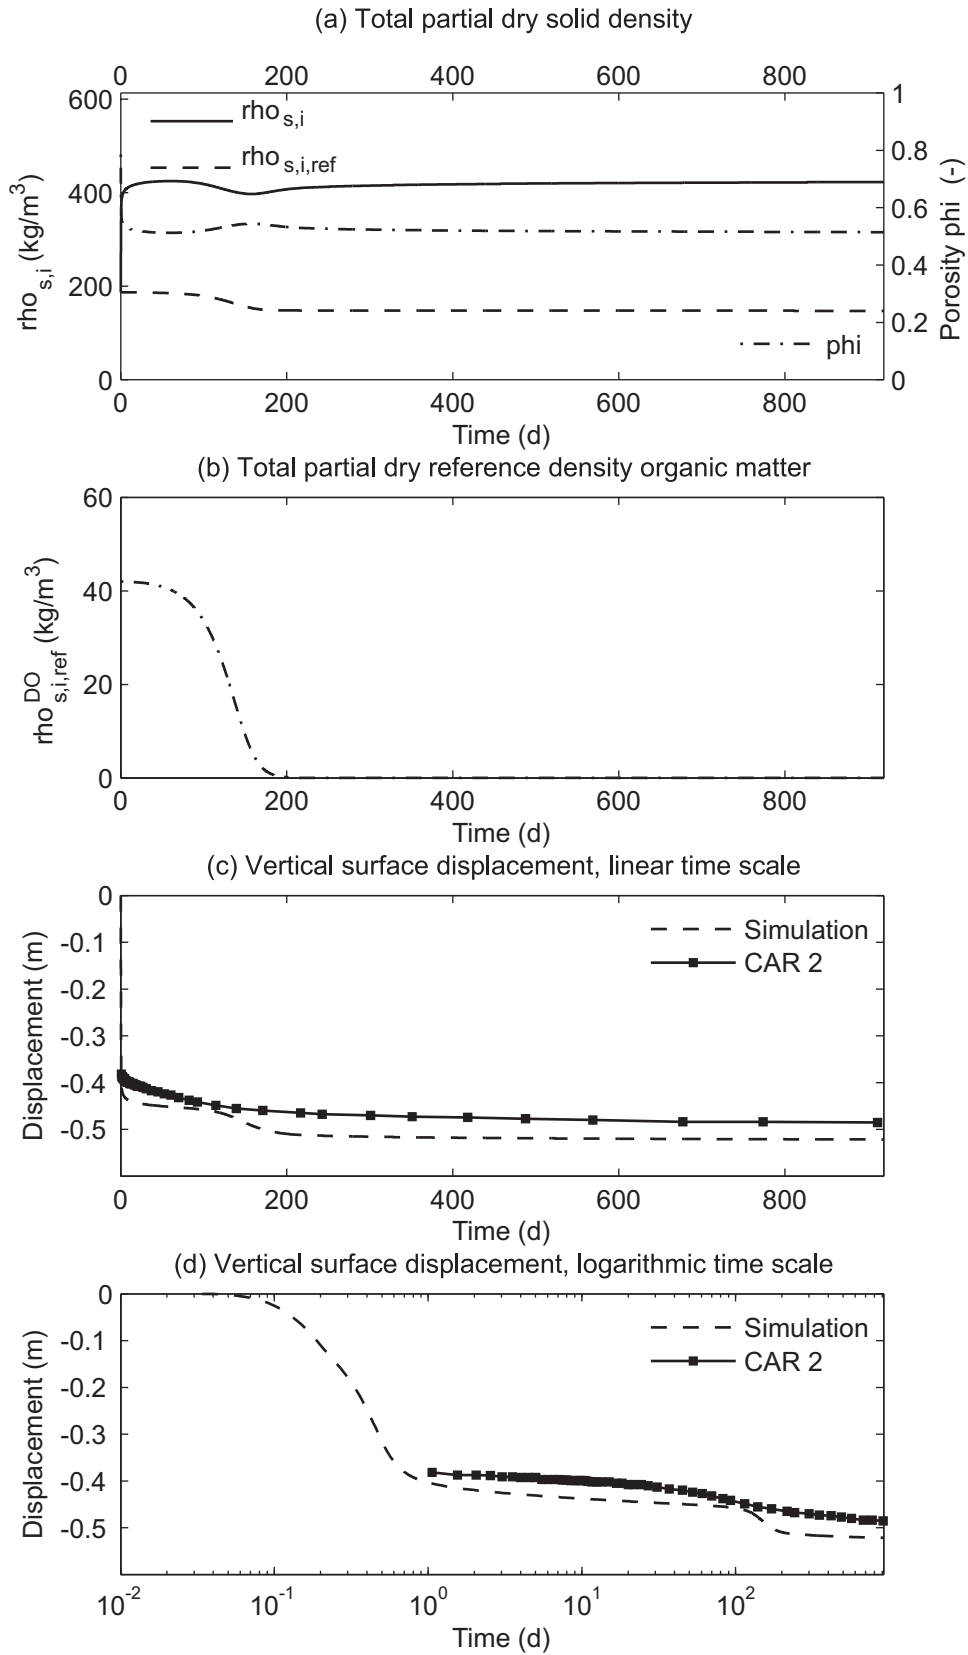 (a) Total partial dry solid density
0 200 400 600 800
600 400 200 0
rho s,i (kg/m3)
rho s,i
rho s,i,ref
phi
1 0.8 0.6 0.4 0.2 0
Porosity phi (-)
0 200 400 600 800
Time (d)
(b) Total partial dry reference density organic matter
60 40 20 0
rho DO s,i,ref (kg/m3)
0 200 400 600 800
Time (d)
(c) Vertical surface displacement, linear time scale
0 -0.1 -0.2 -0.3 -0.4 -0.5
Displacement (m)
Simulation
CAR 2
0 200 400 600 800
Time (d)
(d) Vertical surface displacement, logarithmic time scale
0 -0.1 -0.2 -0.3 -0.4 -0.5
Displacement (m)
Simulation
CAR 2
10-2 10-1 100 101 102
Time (d)